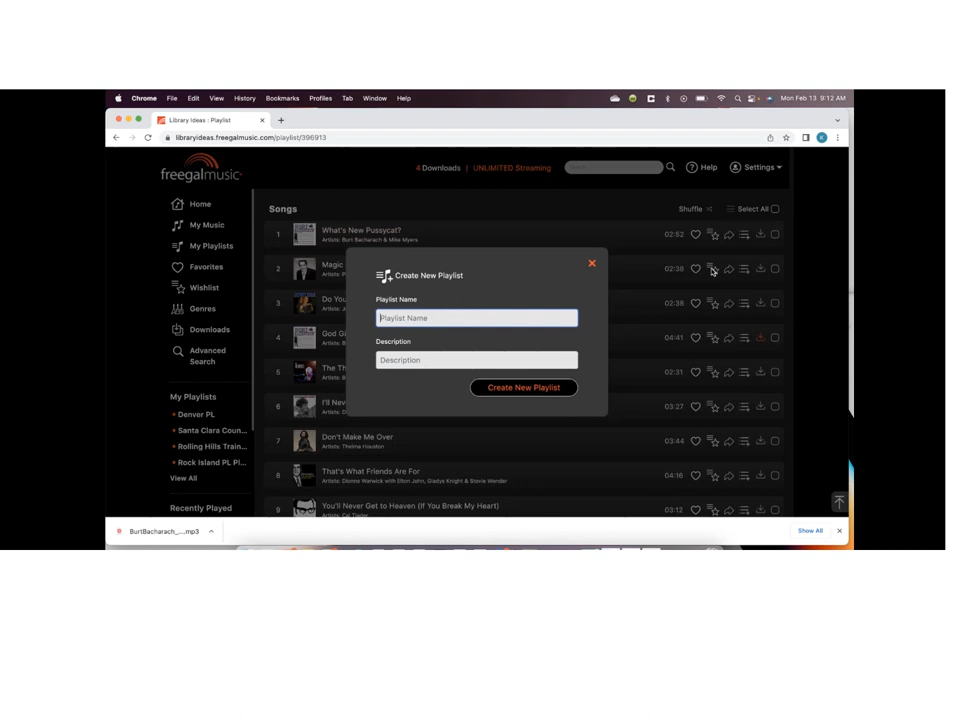 Chrome File Edit View History Bookmarks Profiles Tab Window Help Mon Feb 13 9:12 AM
Library Ideas : Playlist
libraryideas.freegalmusic.com/playlist/396913
freegalmusic
4 Downloads | UNLIMITED Streaming
Help
Settings
Home
My Music
My Playlists
Favorites
Wishlist
Genres
Downloads
Advanced
Search
My Playlists
Denver PL
Santa Clara Coun...
Rolling Hills Train...
Rock Island PL Pl...
View All
Recently Played
Songs
Shuffle
Select All
1 What's New Pussycat? 02:52
Artists: Burt Bacharach & Mike Myers
2 Magic 02:38
Artists: P
3 Do You 02:38
Artists: J
4 God Gi 04:41
Artists: B
5 The Th 02:31
Artists: B
6 I'll Nev 03:27
Artists: D
7 Don't Make Me Over 03:44
Artists: Thelma Houston
8 That's What Friends Are For 04:16
Artists: Dionne Warwick with Elton John, Gladys Knight & Stevie Wonder
9 You'll Never Get to Heaven (If You Break My Heart) 03:12
Artists: Cal Tjader
Create New Playlist
Playlist Name
Playlist Name
Description
Description
Create New Playlist
BurtBacharach_....mp3
Show All